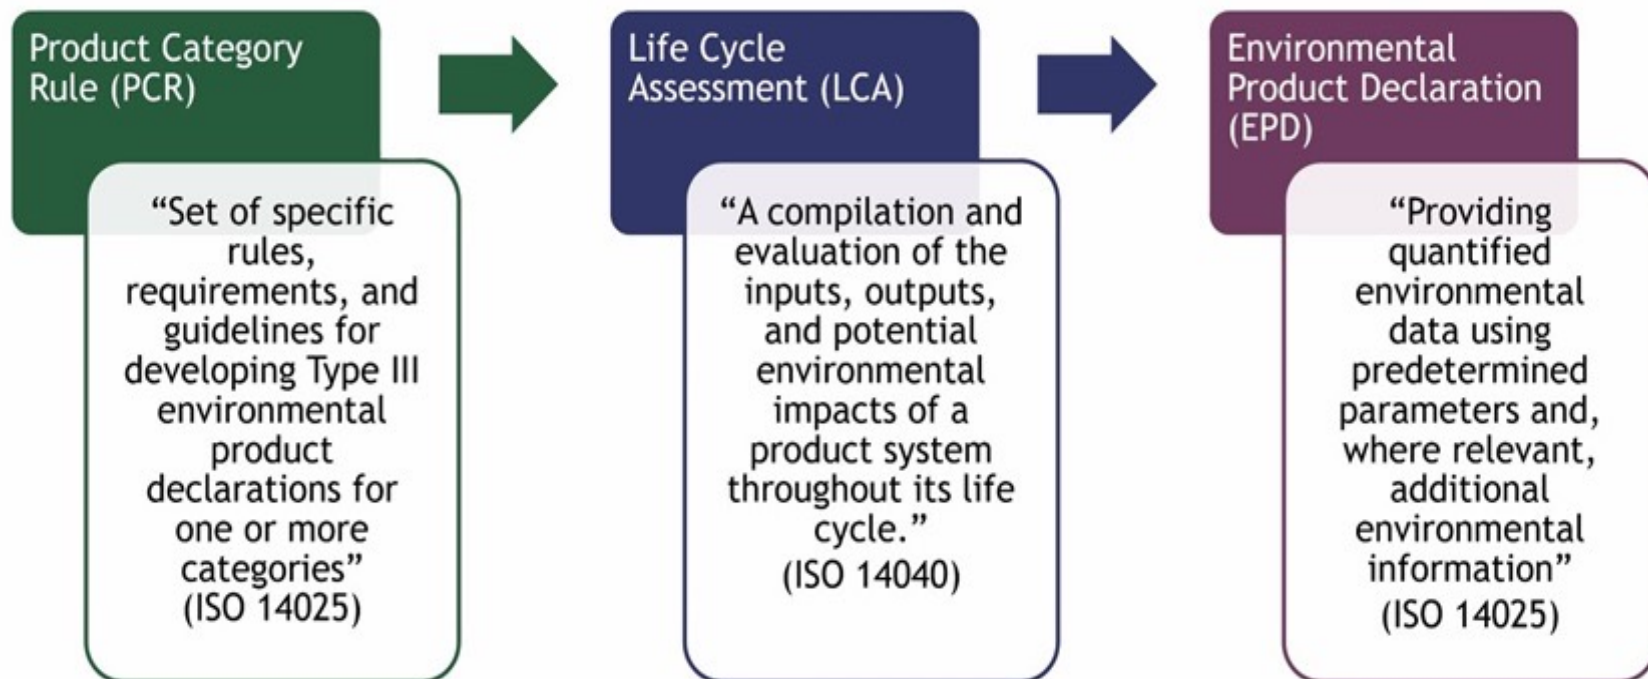 Product Category
Rule (PCR)
“Set of specific
rules,
requirements, and
guidelines for
developing Type III
environmental
product
declarations for
one or more
categories”
(ISO 14025)
Life Cycle
Assessment (LCA)
“A compilation and
evaluation of the
inputs, outputs,
and potential
environmental
impacts of a
product system
throughout its life
cycle.”
(ISO 14040)
Environmental
Product Declaration
(EPD)
“Providing
quantified
environmental
data using
predetermined
parameters and,
where relevant,
additional
environmental
information”
(ISO 14025)